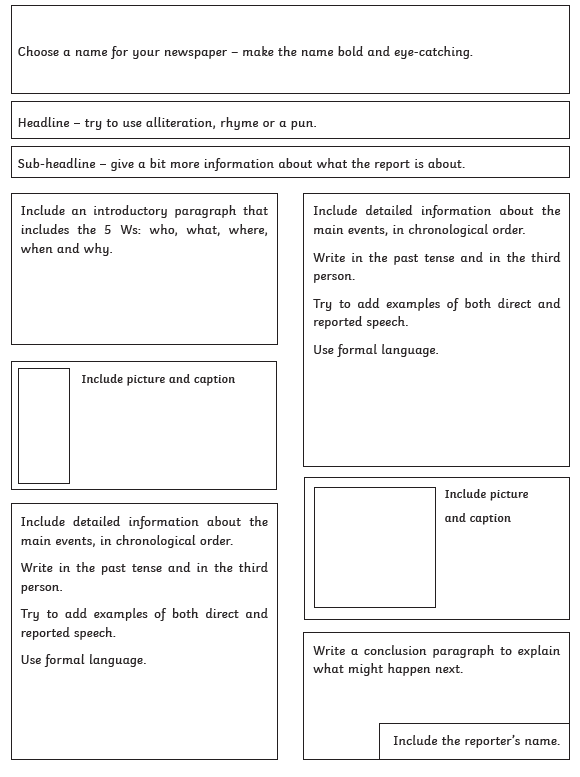 Choose a name for your newspaper – make the name bold and eye-catching.
Headline – try to use alliteration, rhyme or a pun.
Sub-headline – give a bit more information about what the report is about.
Include an introductory paragraph that
includes the 5 Ws: who, what, where,
when and why.
Include picture and caption
Include detailed information about the
main events, in chronological order.
Write in the past tense and in the third
person.
Try to add examples of both direct and
reported speech.
Use formal language.
Include detailed information about the
main events, in chronological order.
Write in the past tense and in the third
person.
Try to add examples of both direct and
reported speech.
Use formal language.
Include picture
and caption
Write a conclusion paragraph to explain
what might happen next.
Include the reporter’s name.